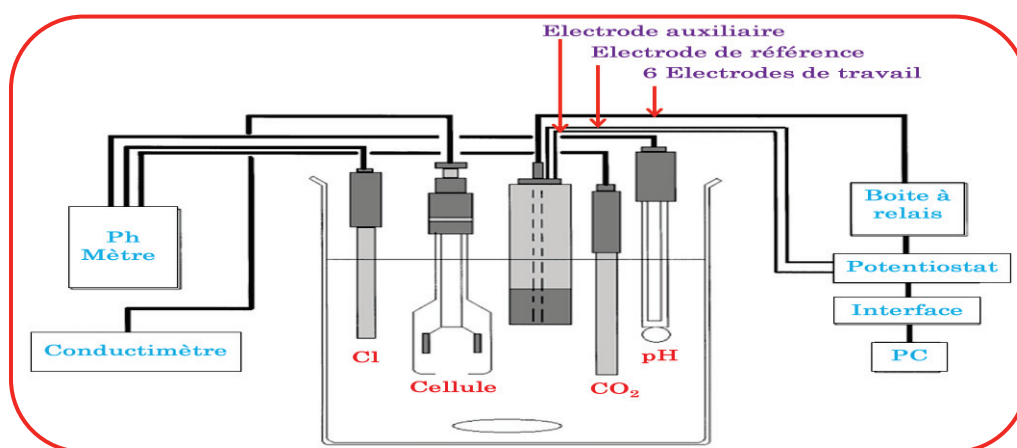 Electrode auxiliaire
Electrode de référence
6 Electrodes de travail
Boite à
relais
Ph
Mètre
Potentiostat
Interface
Conductimètre
Cl
pH
PC
Cellule
CO₂